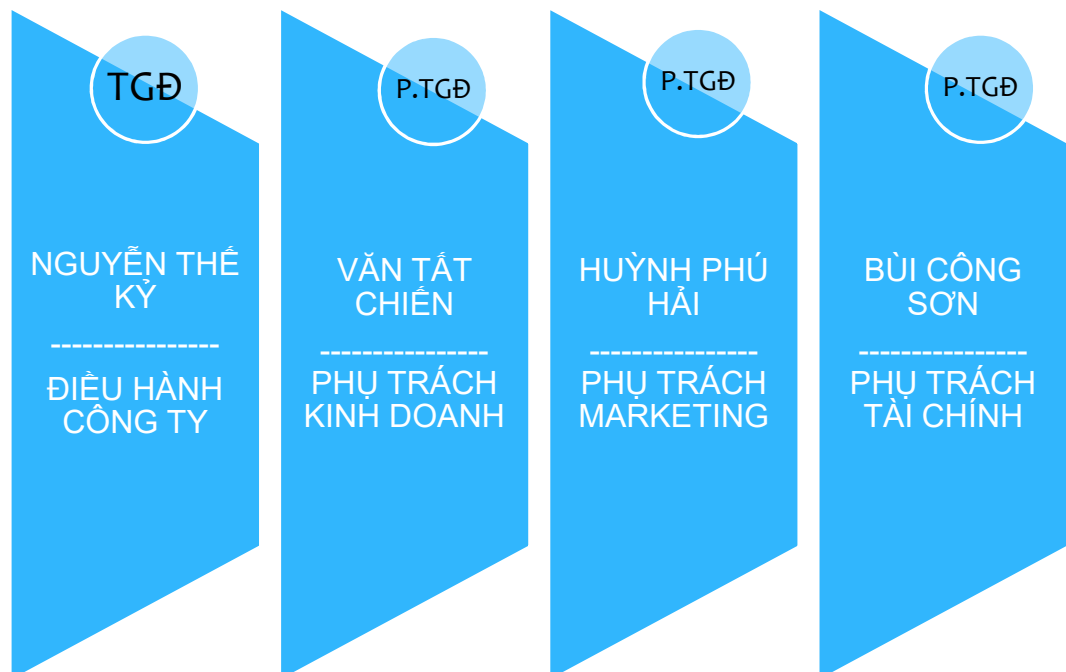 TGĐ
NGUYỄN THẾ
KỶ
----------------
ĐIỀU HÀNH
CÔNG TY
P.TGĐ
VĂN TẤT
CHIẾN
----------------
PHỤ TRÁCH
KINH DOANH
P.TGĐ
HUỲNH PHÚ
HẢI
----------------
PHỤ TRÁCH
MARKETING
P.TGĐ
BÙI CÔNG
SƠN
----------------
PHỤ TRÁCH
TÀI CHÍNH